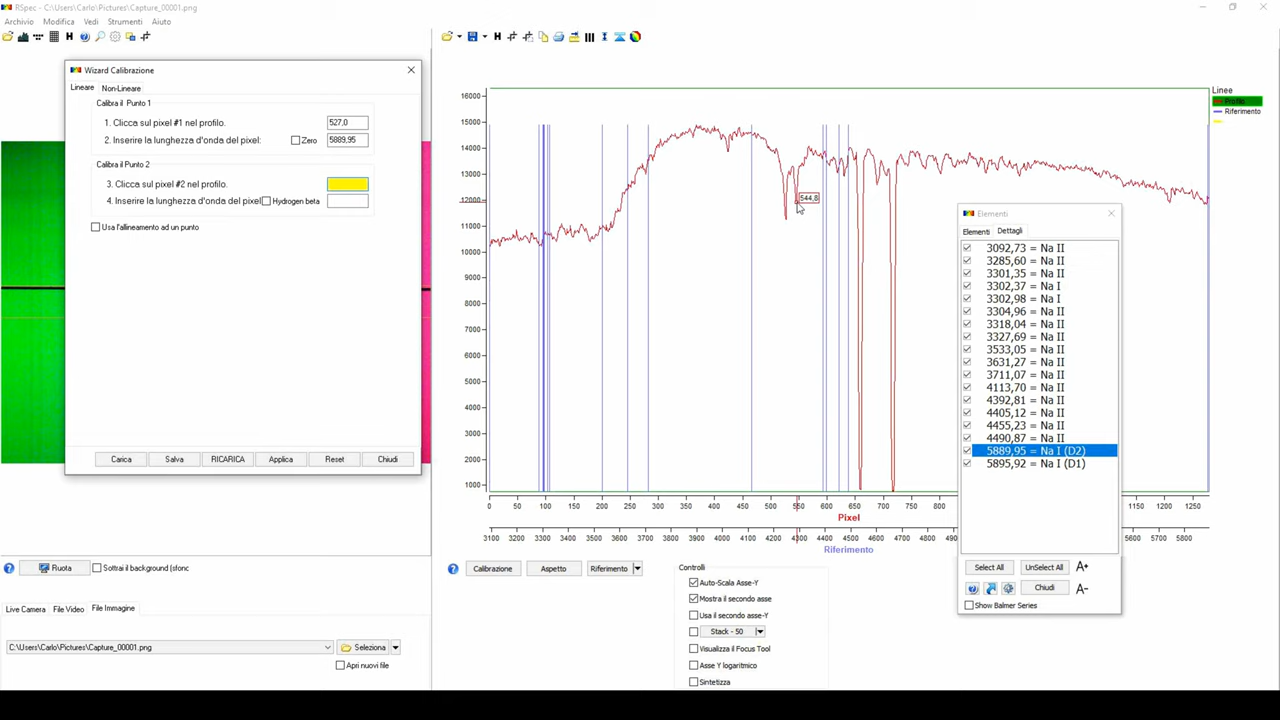 RSpec - C:\Users\Carlo\Pictures\Capture_00001.png
Archivio Modifica Vedi Strumenti Aiuto
Wizard Calibrazione
Lineare Non-Lineare
Calibra il Punto 1
1. Clicca sul pixel #1 nel profilo. 527,0
2. Inserire la lunghezza d'onda del pixel: Zero 5889,95
Calibra il Punto 2
3. Clicca sul pixel #2 nel profilo.
4. Inserire la lunghezza d'onda del pixel Hydrogen beta
Usa l'allineamento ad un punto
Carica Salva RICARICA Applica Reset Chiudi
Ruota Sottrai il background (sfonc
Live Camera File Video File Immagine
C:\Users\Carlo\Pictures\Capture_00001.png Seleziona
Apri nuovi file
Linee
Profilo
Riferimento
16000
15000
14000
13000
12000
11000
10000
9000
8000
7000
6000
5000
4000
3000
2000
1000
544,8
0 50 100 150 200 250 300 350 400 450 500 550 600 650 700 750 800 1200 1250
Pixel
3100 3200 3300 3400 3500 3600 3700 3800 3900 4000 4100 4200 4300 4400 4500 4600 4700 4800 4900 5700 5800
Riferimento
Calibrazione Aspetto Riferimento
Controlli
Auto-Scala Asse-Y
Mostra il secondo asse
Usa il secondo asse-Y
Stack - 50
Visualizza il Focus Tool
Asse Y logaritmico
Sintetizza
Elementi
Elementi Dettagli
3092,73 = Na II
3285,60 = Na II
3301,35 = Na II
3302,37 = Na I
3302,98 = Na I
3304,96 = Na II
3318,04 = Na II
3327,69 = Na II
3533,05 = Na II
3631,27 = Na II
3711,07 = Na II
4113,70 = Na II
4392,81 = Na II
4405,12 = Na II
4455,23 = Na II
4490,87 = Na II
5889,95 = Na I (D2)
5895,92 = Na I (D1)
Select All UnSelect All A+
Chiudi A-
Show Balmer Series